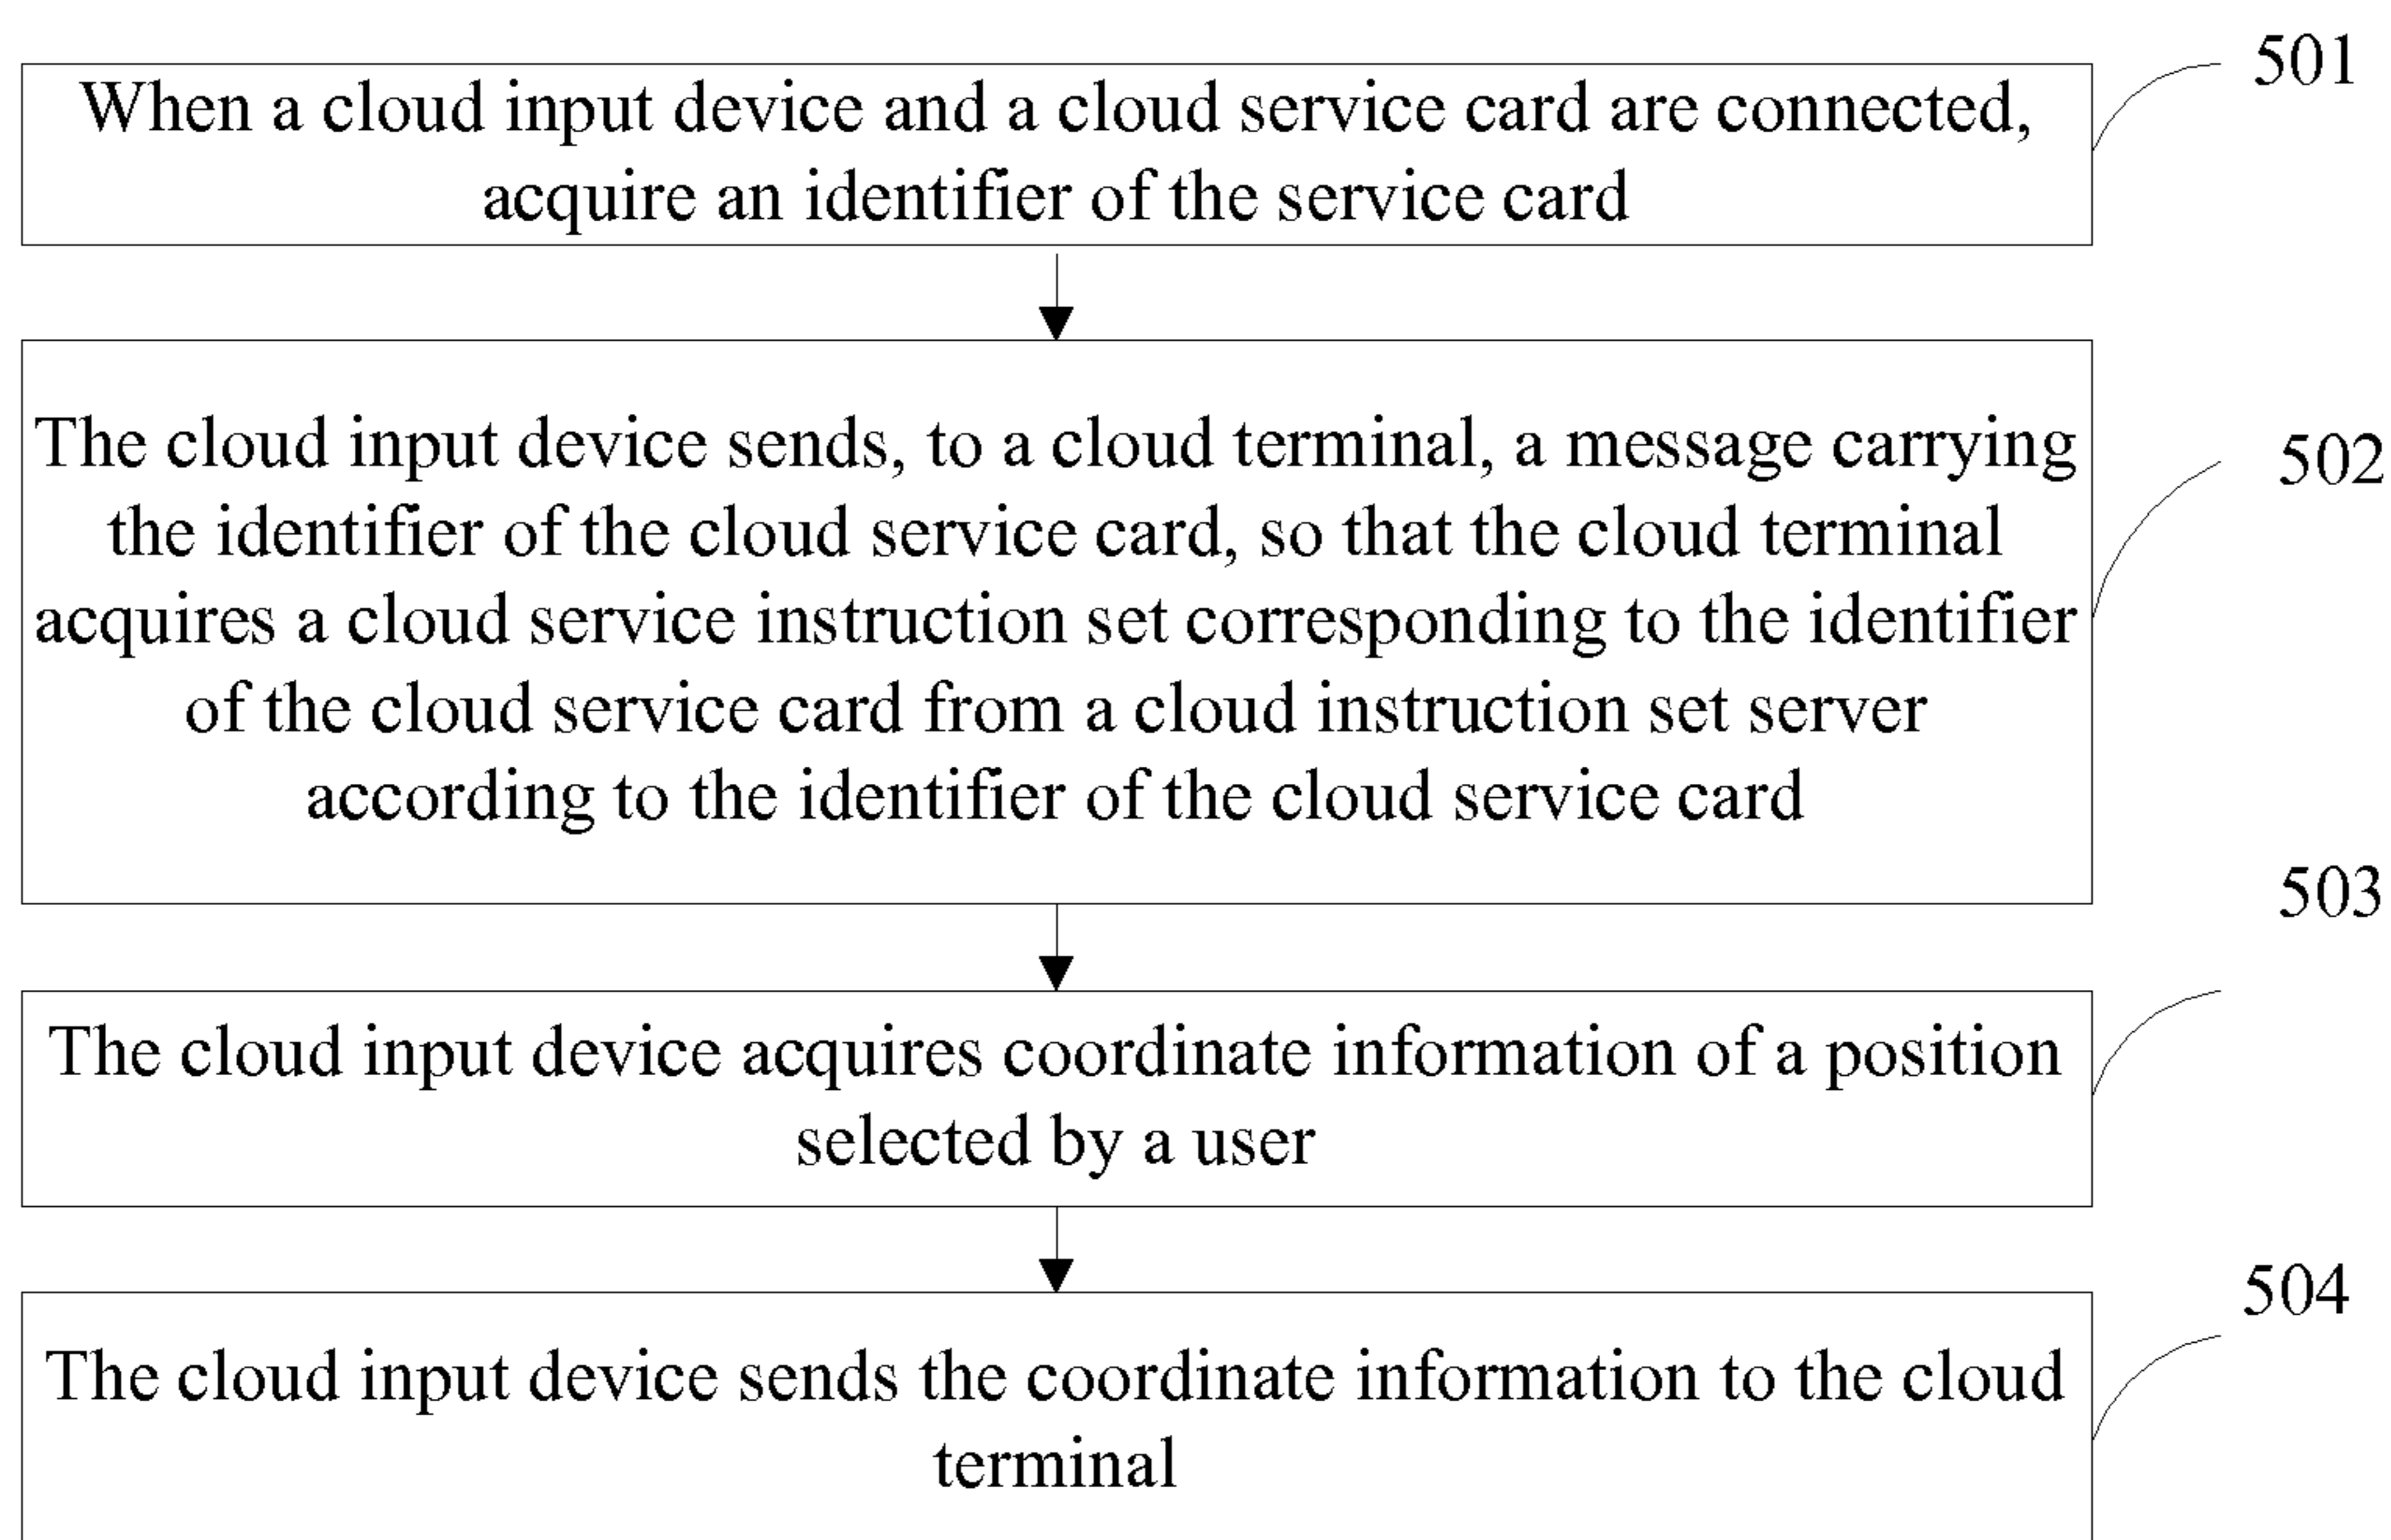 501
When a cloud input device and a cloud service card are connected,
acquire an identifier of the service card
502
The cloud input device sends, to a cloud terminal, a message carrying
the identifier of the cloud service card, so that the cloud terminal
acquires a cloud service instruction set corresponding to the identifier
of the cloud service card from a cloud instruction set server
according to the identifier of the cloud service card
503
The cloud input device acquires coordinate information of a position
selected by a user
504
The cloud input device sends the coordinate information to the cloud
terminal